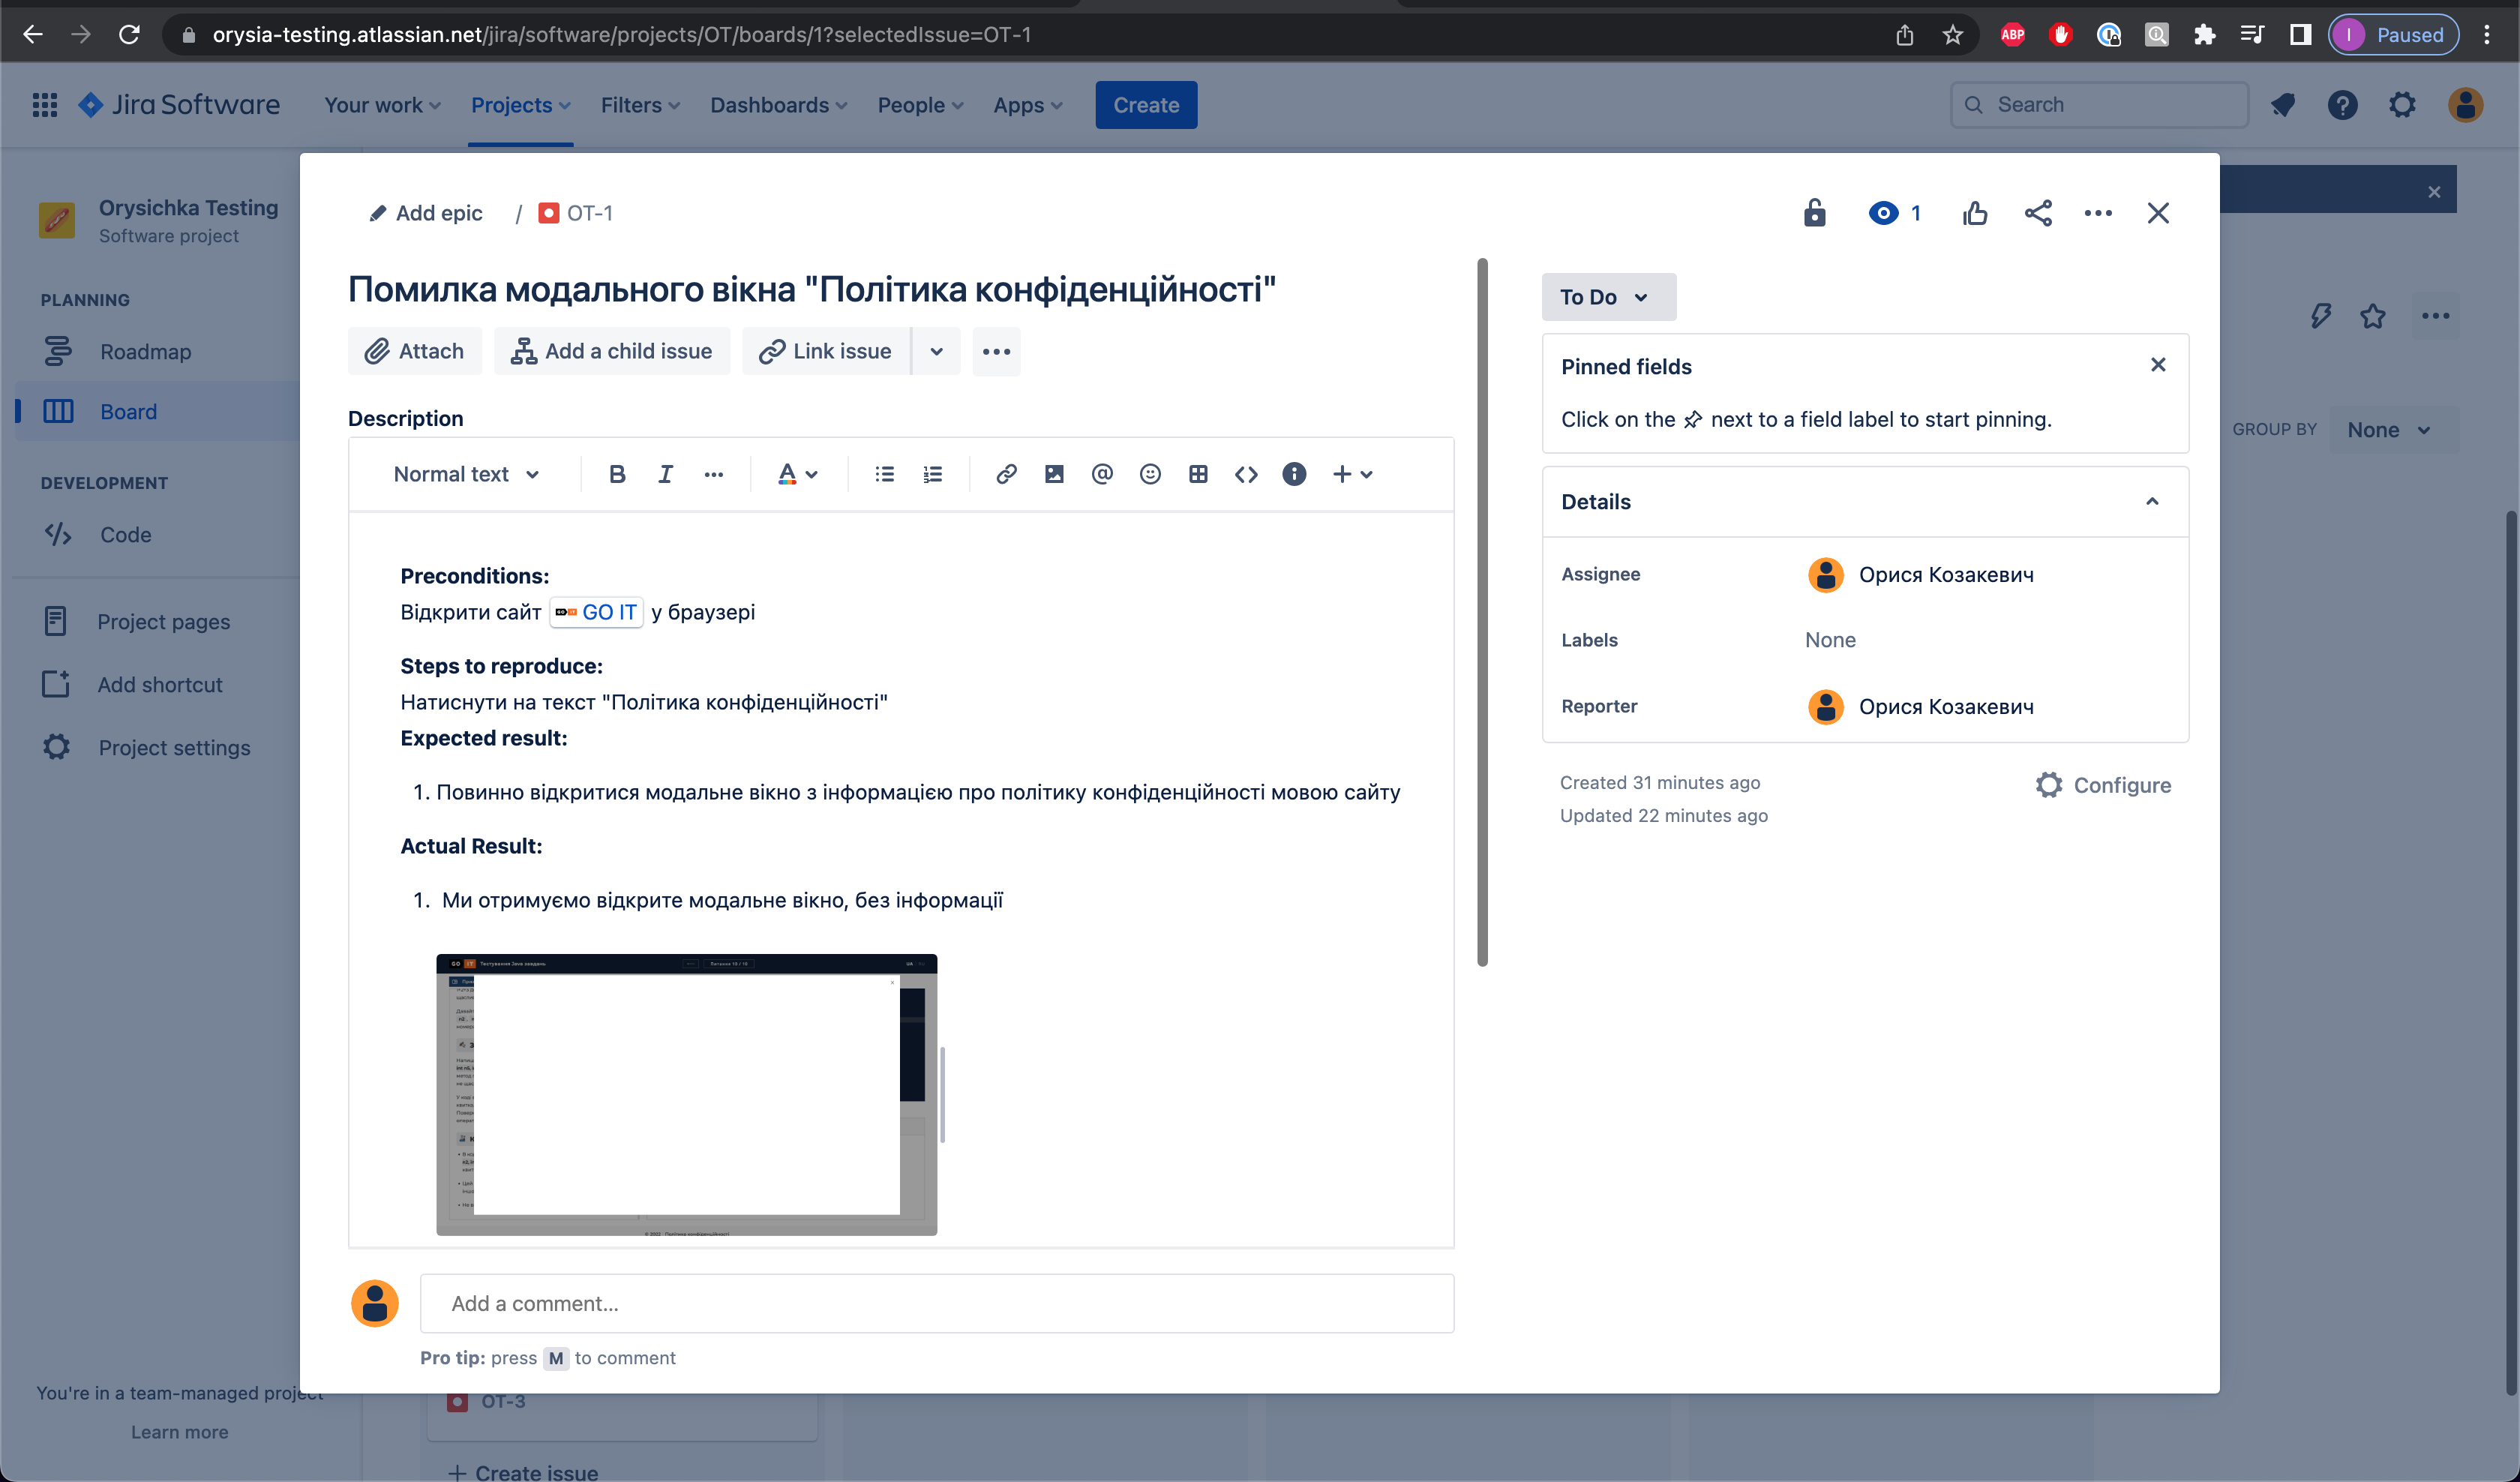 orysia-testing.atlassian.net/jira/software/projects/OT/boards/1?selectedIssue=OT-1
ABP
I Paused
Jira Software
Your work
Projects
Filters
Dashboards
People
Apps
Create
Search
Orysichka Testing
Software project
PLANNING
Roadmap
Board
DEVELOPMENT
Code
Project pages
Add shortcut
Project settings
You're in a team-managed project
Learn more
Add epic / OT-1
1
Помилка модального вікна "Політика конфіденційності"
Attach
Add a child issue
Link issue
Description
Normal text
Preconditions:
Відкрити сайт GO IT у браузері
Steps to reproduce:
Натиснути на текст "Політика конфіденційності"
Expected result:
1. Повинно відкритися модальне вікно з інформацією про політику конфіденційності мовою сайту
Actual Result:
1. Ми отримуємо відкрите модальне вікно, без інформації
GO IT Тестування Java завдань
UA
Add a comment...
Pro tip: press M to comment
To Do
Pinned fields
Click on the next to a field label to start pinning.
Details
Assignee
Орися Козакевич
Labels
None
Reporter
Орися Козакевич
Created 31 minutes ago
Updated 22 minutes ago
Configure
GROUP BY None
OT-3
+ Create issue